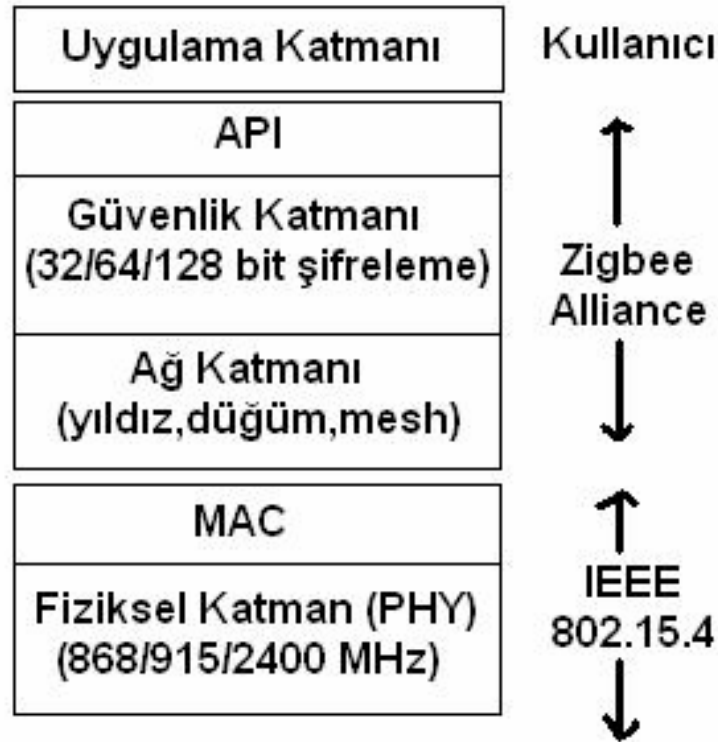 Uygulama Katmanı
Kullanıcı
API
Güvenlik Katmanı
(32/64/128 bit şifreleme)
Ağ Katmanı
(yıldız,düğüm,mesh)
Zigbee
Alliance
MAC
Fiziksel Katman (PHY)
(868/915/2400 MHz)
IEEE
802.15.4